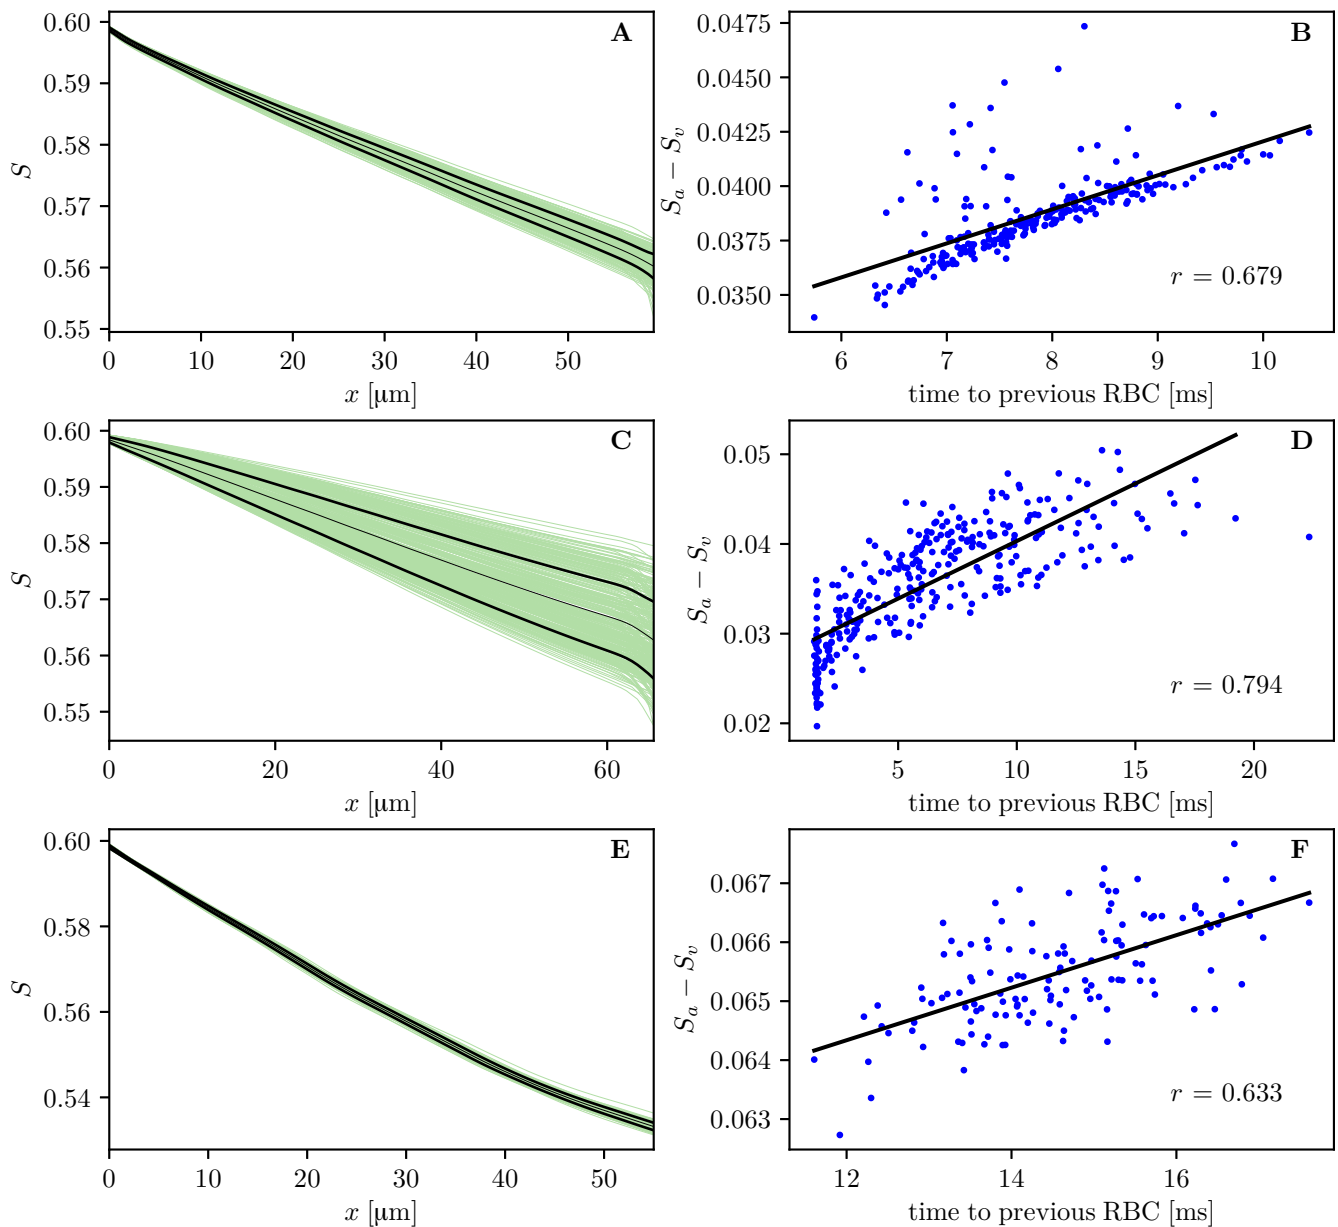 A
0.60
0.59
0.58
0.57
0.56
0.55
S
0 10 20 30 40 50
x [µm]
B
0.0475
0.0450
0.0425
0.0400
0.0375
0.0350
S_a − S_v
r = 0.679
6 7 8 9 10
time to previous RBC [ms]
C
0.60
0.59
0.58
0.57
0.56
0.55
S
0 20 40 60
x [µm]
D
0.05
0.04
0.03
0.02
S_a − S_v
r = 0.794
5 10 15 20
time to previous RBC [ms]
E
0.60
0.58
0.56
0.54
S
0 10 20 30 40 50
x [µm]
F
0.067
0.066
0.065
0.064
0.063
S_a − S_v
r = 0.633
12 14 16
time to previous RBC [ms]